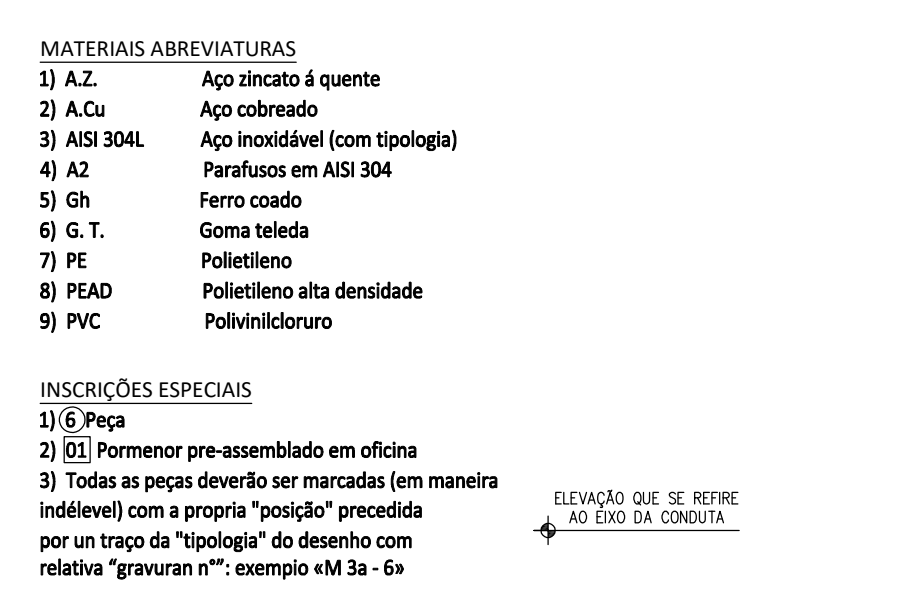 MATERIAIS ABREVIATURAS
1) A.Z. Aço zincato á quente
2) A.Cu Aço cobreado
3) AISI 304L Aço inoxidável (com tipologia)
4) A2 Parafusos em AISI 304
5) Gh Ferro coado
6) G. T. Goma teleda
7) PE Polietileno
8) PEAD Polietileno alta densidade
9) PVC Polivinilcloruro
INSCRIÇÕES ESPECIAIS
1) 6 Peça
2) 01 Pormenor pre-assemblado em oficina
3) Todas as peças deverão ser marcadas (em maneira
indélevel) com a propria "posição" precedida
por un traço da "tipologia" do desenho com
relativa “gravuran n°”: exempio «M 3a - 6»
ELEVAÇÃO QUE SE REFIRE
AO EIXO DA CONDUTA